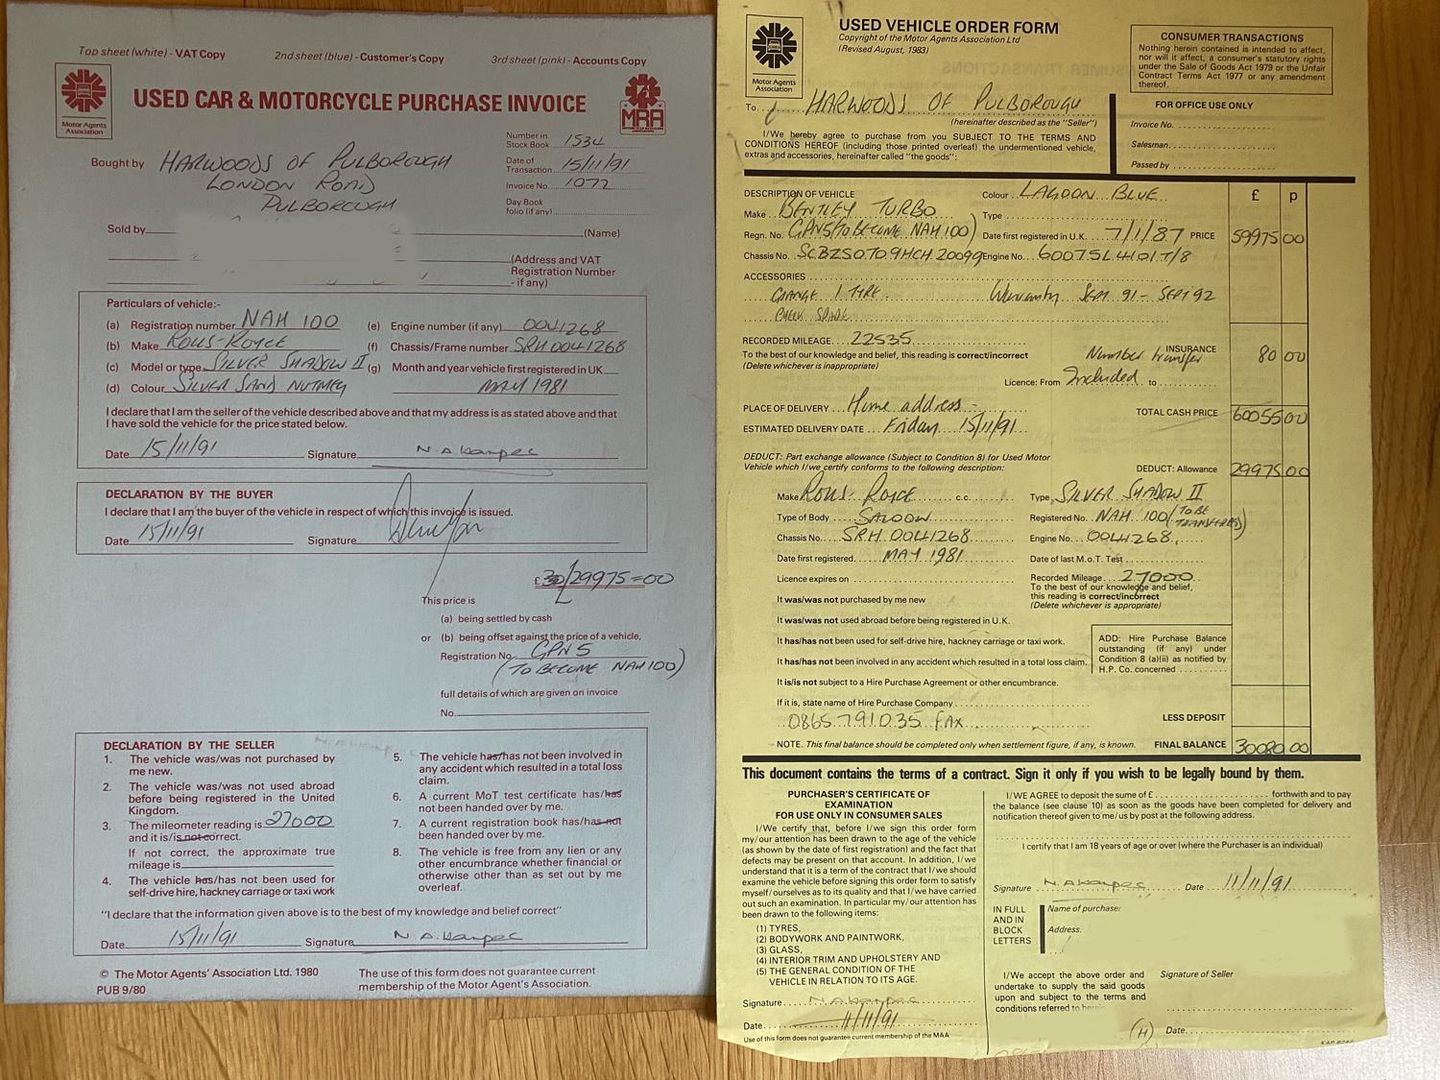 Top sheet (white) - VAT Copy
2nd sheet (blue) - Customer's Copy
3rd sheet (pink) - Accounts Copy
Motor Agents
Association
USED CAR & MOTORCYCLE PURCHASE INVOICE
MRA
Number in
Stock Book 1534
Date of
Transaction 15/11/91
Invoice No. 1077
Day Book
folio (if any)
Bought by HARWOODS OF PULBOROUGH
LONDON ROAD
PULBOROUGH
Sold by (Name)
(Address and VAT
Registration Number
- if any)
Particulars of vehicle:-
(a) Registration number NAH 100
(b) Make ROLLS-ROYCE
(c) Model or type SILVER SHADOW II
(d) Colour SILVER SAND NUTMEG
(e) Engine number (if any) 0041268
(f) Chassis/Frame number SRH 0041268
(g) Month and year vehicle first registered in UK
MAY 1981
I declare that I am the seller of the vehicle described above and that my address is as stated above and that
I have sold the vehicle for the price stated below.
Date 15/11/91 Signature
DECLARATION BY THE BUYER
I declare that I am the buyer of the vehicle in respect of which this invoice is issued.
Date 15/11/91 Signature
£ 30/29975=00
This price is
(a) being settled by cash
or (b) being offset against the price of a vehicle,
Registration No. GPN 5
(TO BECOME NAH 100)
full details of which are given on invoice
No.
DECLARATION BY THE SELLER
1. The vehicle was/was not purchased by
me new.
2. The vehicle was/was not used abroad
before being registered in the United
Kingdom.
3. The mileometer reading is 27000
and it is/is not correct.
If not correct, the approximate true
mileage is
4. The vehicle has/has not been used for
self-drive hire, hackney carriage or taxi work
5. The vehicle has/has not been involved in
any accident which resulted in a total loss
claim.
6. A current MoT test certificate has/has
not been handed over by me.
7. A current registration book has/has not
been handed over by me.
8. The vehicle is free from any lien or any
other encumbrance whether financial or
otherwise other than as set out by me
overleaf.
"I declare that the information given above is to the best of my knowledge and belief correct"
Date 15/11/91 Signature
© The Motor Agents' Association Ltd. 1980
PUB 9/80
The use of this form does not guarantee current
membership of the Motor Agent's Association.
Motor Agents
Association
USED VEHICLE ORDER FORM
Copyright of the Motor Agents Association Ltd
(Revised August, 1983)
CONSUMER TRANSACTIONS
Nothing herein contained is intended to affect,
nor will it affect, a consumer's statutory rights
under the Sale of Goods Act 1979 or the Unfair
Contract Terms Act 1977 or any amendment
thereof.
To HARWOODS OF PULBOROUGH
(hereinafter described as the "Seller")
I/We hereby agree to purchase from you SUBJECT TO THE TERMS AND
CONDITIONS HEREOF (including those printed overleaf) the undermentioned vehicle,
extras and accessories, hereinafter called "the goods":
FOR OFFICE USE ONLY
Invoice No.
Salesman
Passed by
DESCRIPTION OF VEHICLE Colour LAGOON BLUE £ p
Make BENTLEY TURBO Type
Regn. No. GPN5 (TO BECOME NAH 100) Date first registered in U.K. 7/1/87 PRICE 59975 00
Chassis No. SCBZS0T09HCH20099 Engine No. 60075L410IT/8
ACCESSORIES
CHANGE 1 TYRE Warranty SEPT 91 - SEPT 92
CHECK SPARE
RECORDED MILEAGE 22535
To the best of our knowledge and belief, this reading is correct/incorrect
(Delete whichever is inappropriate)
Number transfer INSURANCE 80 00
Licence: From Included to
PLACE OF DELIVERY Home address -
TOTAL CASH PRICE 60055 00
ESTIMATED DELIVERY DATE Friday 15/11/91
DEDUCT: Part exchange allowance (Subject to Condition 8) for Used Motor
Vehicle which I/we certify conforms to the following description:
DEDUCT: Allowance 29975 00
Make ROLLS-ROYCE c.c. Type SILVER SHADOW II
Type of Body SALOON Registered No. NAH 100 (TO BE TRANSFERED)
Chassis No. SRH 0041268 Engine No. 0041268
Date first registered MAY 1981 Date of last M.o.T. Test
Licence expires on Recorded Mileage 27000
To the best of our knowledge and belief,
this reading is correct/incorrect
(Delete whichever is appropriate)
It was/was not purchased by me new
It was/was not used abroad before being registered in U.K.
It has/has not been used for self-drive hire, hackney carriage or taxi work.
It has/has not been involved in any accident which resulted in a total loss claim.
It is/is not subject to a Hire Purchase Agreement or other encumbrance.
If it is, state name of Hire Purchase Company
0865 791035 FAX
ADD: Hire Purchase Balance
outstanding (if any) under
Condition 8 (a)(ii) as notified by
H.P. Co. concerned
LESS DEPOSIT
NOTE. This final balance should be completed only when settlement figure, if any, is known.
FINAL BALANCE 30080 00
This document contains the terms of a contract. Sign it only if you wish to be legally bound by them.
PURCHASER'S CERTIFICATE OF
EXAMINATION
FOR USE ONLY IN CONSUMER SALES
I/We certify that, before I/we sign this order form
my/our attention has been drawn to the age of the vehicle
(as shown by the date of first registration) and the fact that
defects may be present on that account. In addition, I/we
understand that it is a term of the contract that I/we should
examine the vehicle before signing this order form to satisfy
myself/ourselves as to its quality and that I/we have carried
out such an examination. In particular my/our attention has
been drawn to the following items:
(1) TYRES,
(2) BODYWORK AND PAINTWORK,
(3) GLASS,
(4) INTERIOR TRIM AND UPHOLSTERY AND
(5) THE GENERAL CONDITION OF THE
VEHICLE IN RELATION TO ITS AGE.
Signature
Date 11/11/91
Use of this form does not guarantee current membership of the MAA
I/WE AGREE to deposit the sume of £ forthwith and to pay
the balance (see clause 10) as soon as the goods have been completed for delivery and
notification thereof given to me/us by post at the following address.
I certify that I am 18 years of age or over (where the Purchaser is an individual)
Signature Date 11/11/91
IN FULL
AND IN
BLOCK
LETTERS
Name of purchase
Address.
I/We accept the above order and
undertake to supply the said goods
upon and subject to the terms and
conditions referred to
Signature of Seller
(H) Date